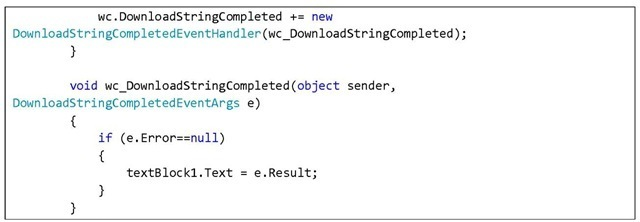 wc.DownloadStringCompleted += new
DownloadStringCompletedEventHandler(wc_DownloadStringCompleted);
}
void wc_DownloadStringCompleted(object sender,
DownloadStringCompletedEventArgs e)
{
if (e.Error==null)
{
textBlock1.Text = e.Result;
}
}